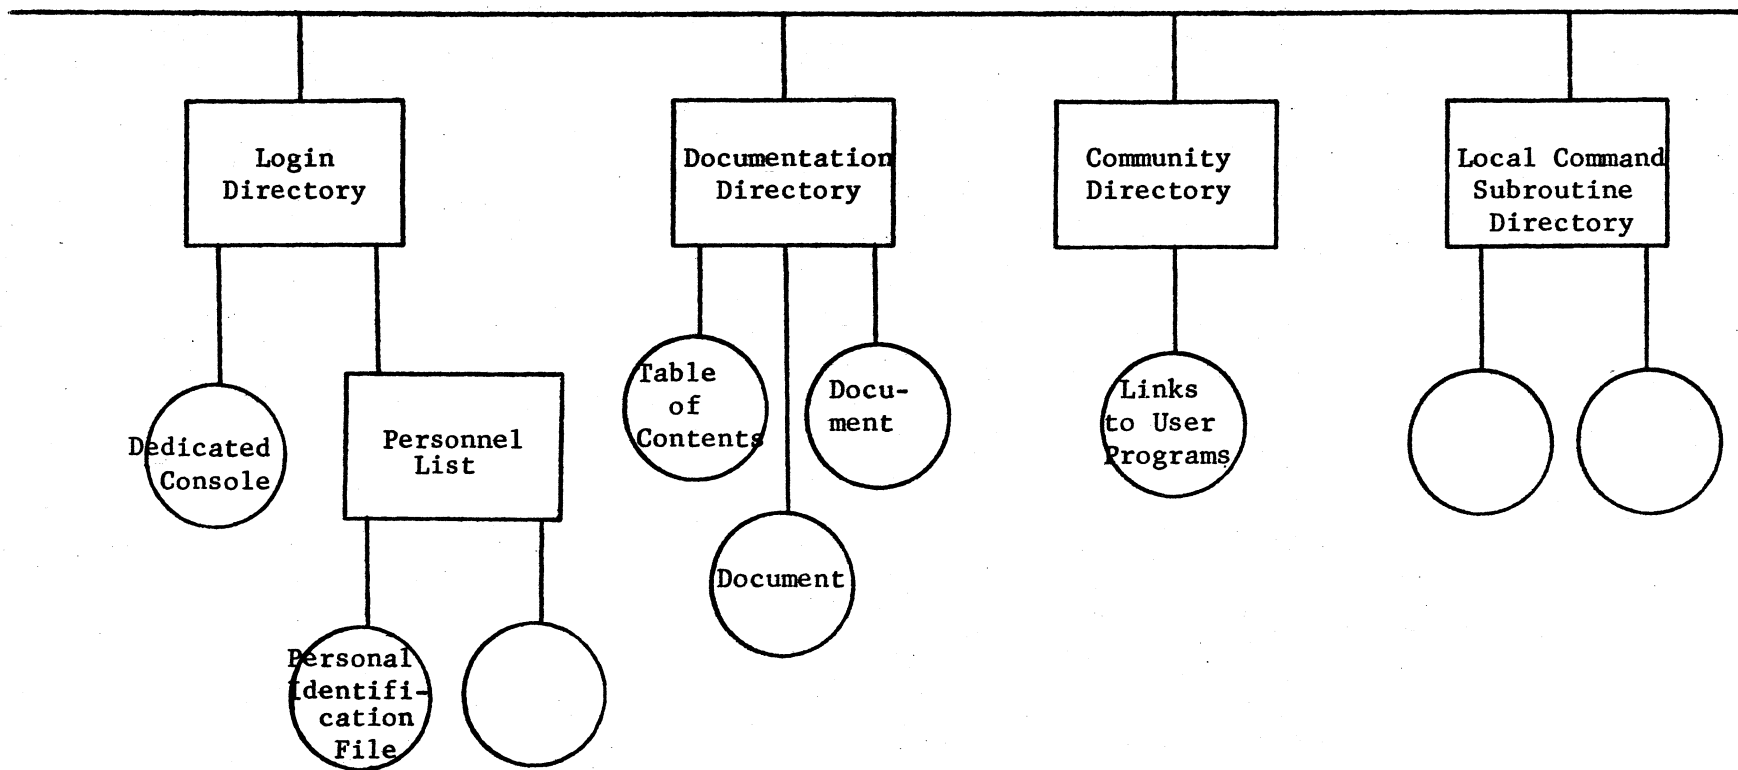 Login
Directory
Documentation
Directory
Community
Directory
Local Command
Subroutine
Directory
Dedicated
Console
Personnel
List
Table
of
Contents
Docu-
ment
Document
Links
to User
Programs
Personal
Identifi-
cation
File